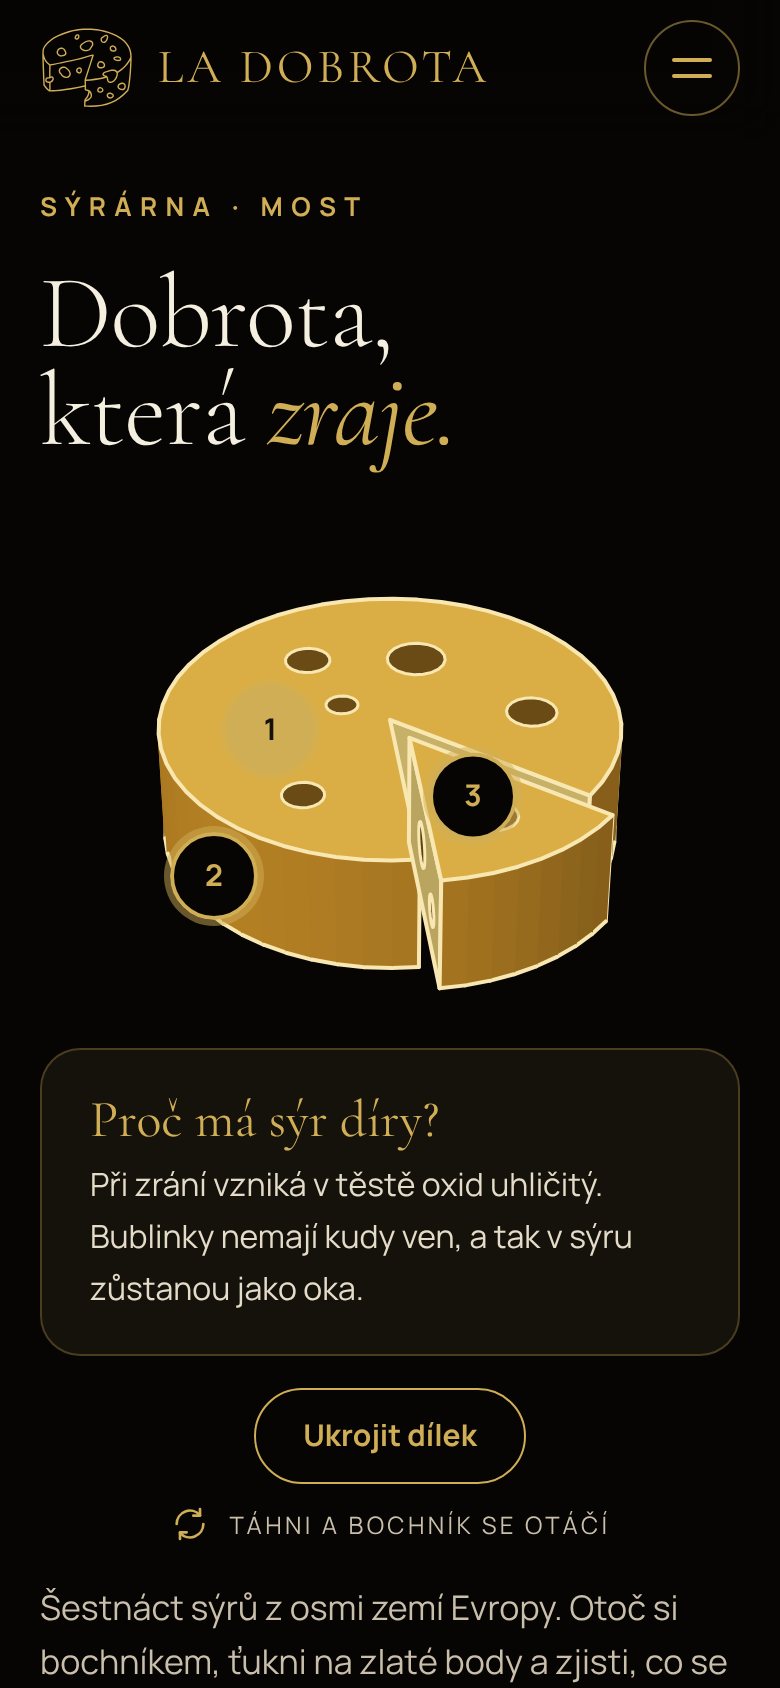 LA DOBROTA
SÝRÁRNA · MOST
Dobrota,
která zraje.
1
3
2
Proč má sýr díry?
Při zrání vzniká v těstě oxid uhličitý.
Bublinky nemají kudy ven, a tak v sýru
zůstanou jako oka.
Ukrojit dílek
TÁHNI A BOCHNÍK SE OTÁČÍ
Šestnáct sýrů z osmi zemí Evropy. Otoč si
bochníkem, ťukni na zlaté body a zjisti, co se